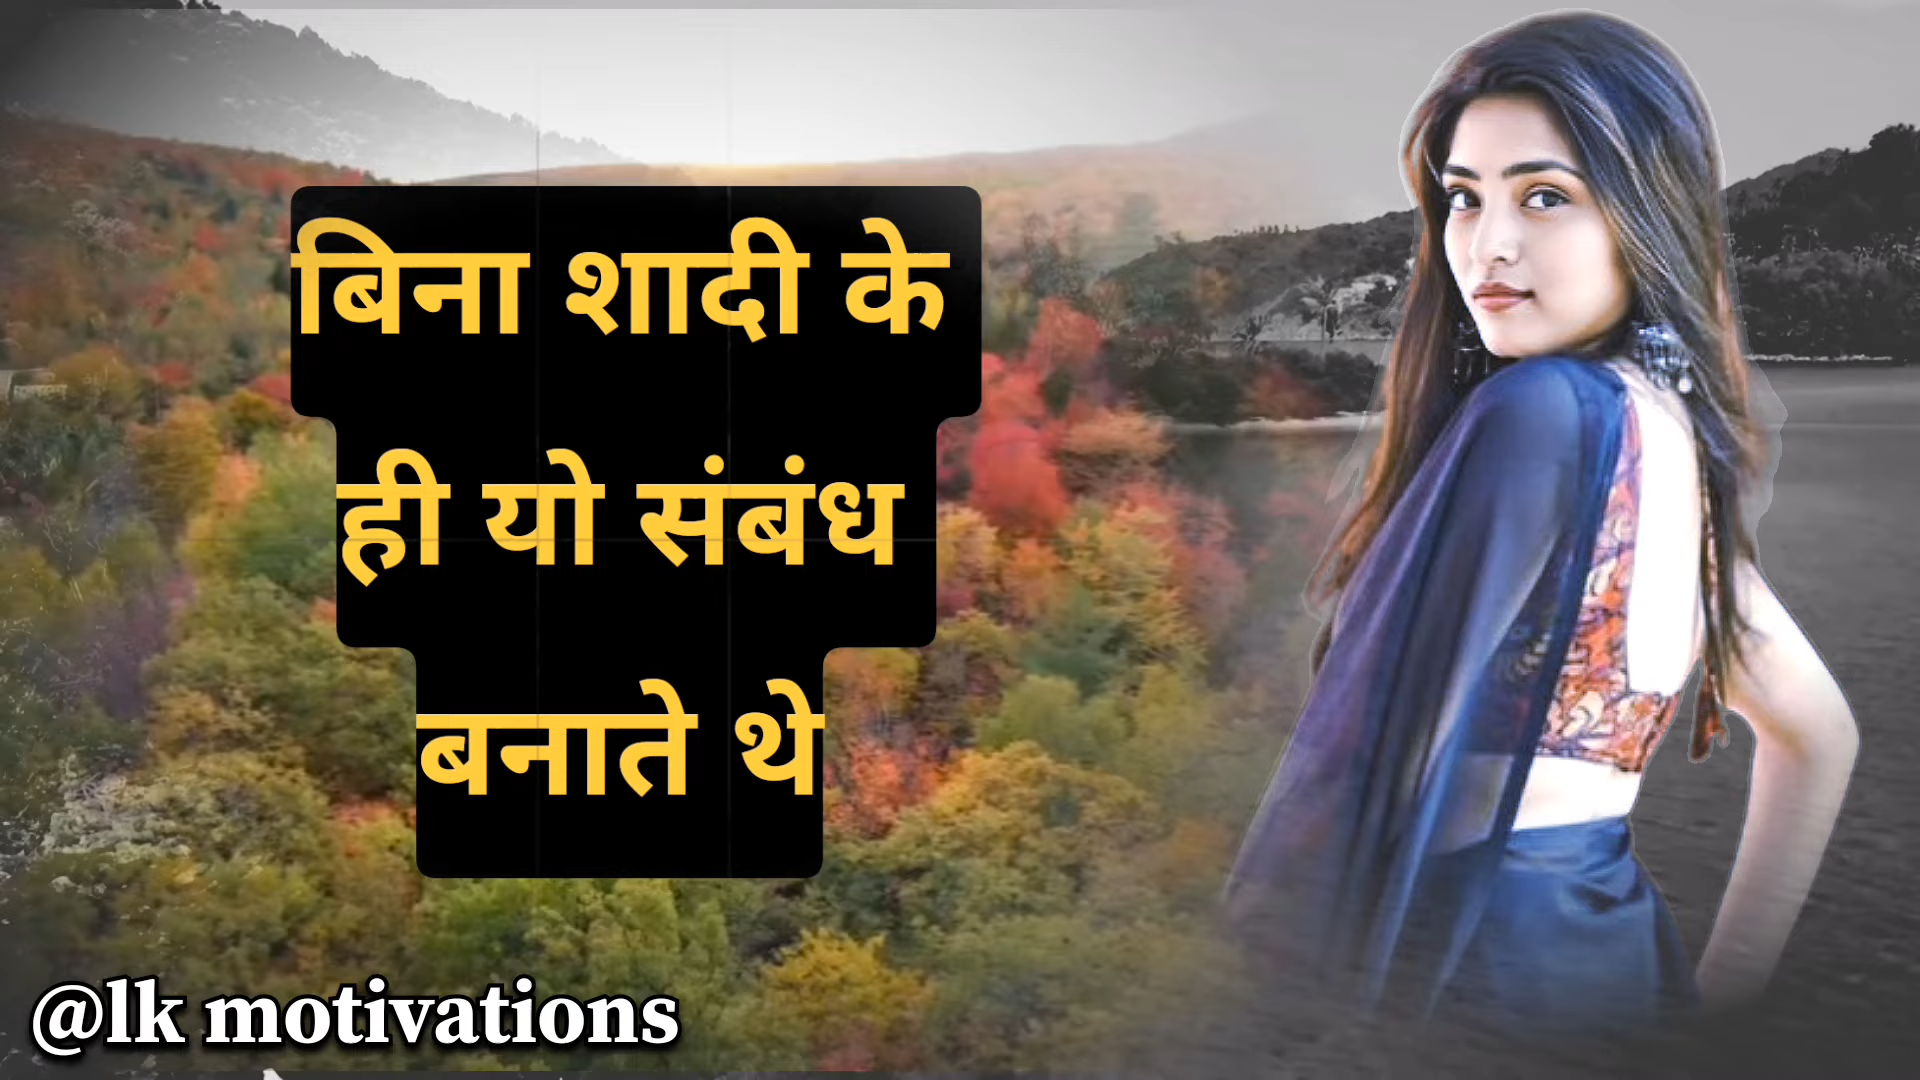 बिना शादी के
ही यो संबंध
बनाते थे
@lk motivations